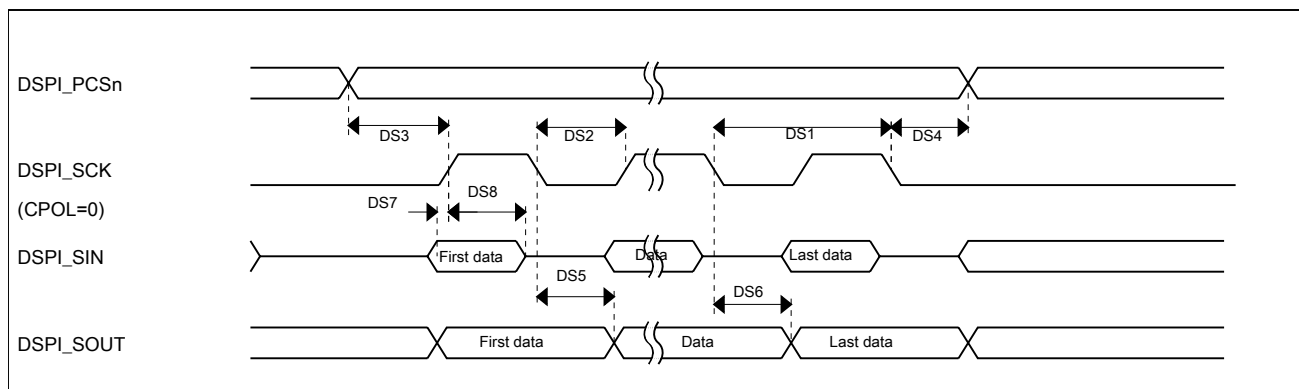 DSPI_PCSn
DS3
DS2
DS1
DS4
DSPI_SCK
(CPOL=0)
DS7
DS8
DSPI_SIN
First data
Data
Last data
DS5
DS6
DSPI_SOUT
First data
Data
Last data